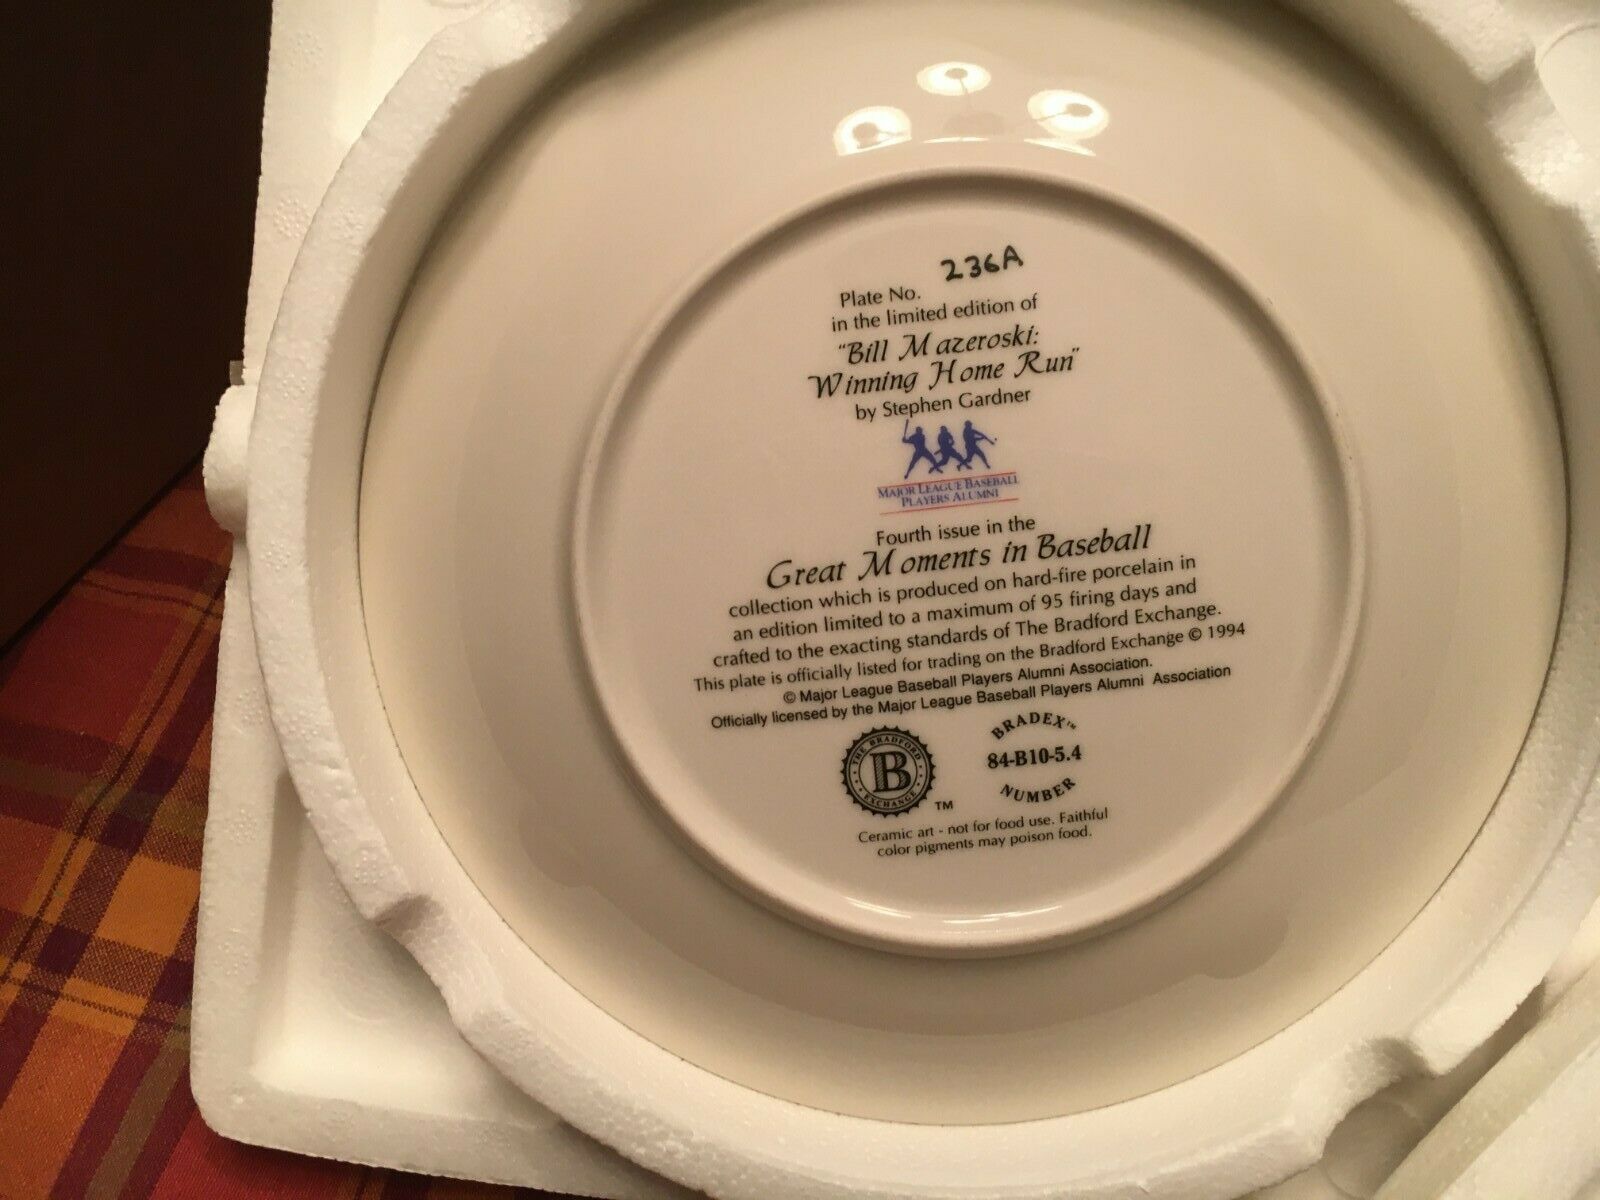 236A
Plate No.
in the limited edition of
"Bill Mazeroski:
Winning Home Run"
by Stephen Gardner
MAJOR LEAGUE BASEBALL
PLAYERS ALUMNI
Fourth issue in the
Great Moments in Baseball
collection which is produced on hard-fire porcelain in
an edition limited to a maximum of 95 firing days and
crafted to the exacting standards of The Bradford Exchange.
This plate is officially listed for trading on the Bradford Exchange © 1994
© Major League Baseball Players Alumni Association.
Officially licensed by the Major League Baseball Players Alumni Association
THE BRADFORD
B
EXCHANGE
TM
BRADEX™
84-B10-5.4
NUMBER
Ceramic art - not for food use. Faithful
color pigments may poison food.